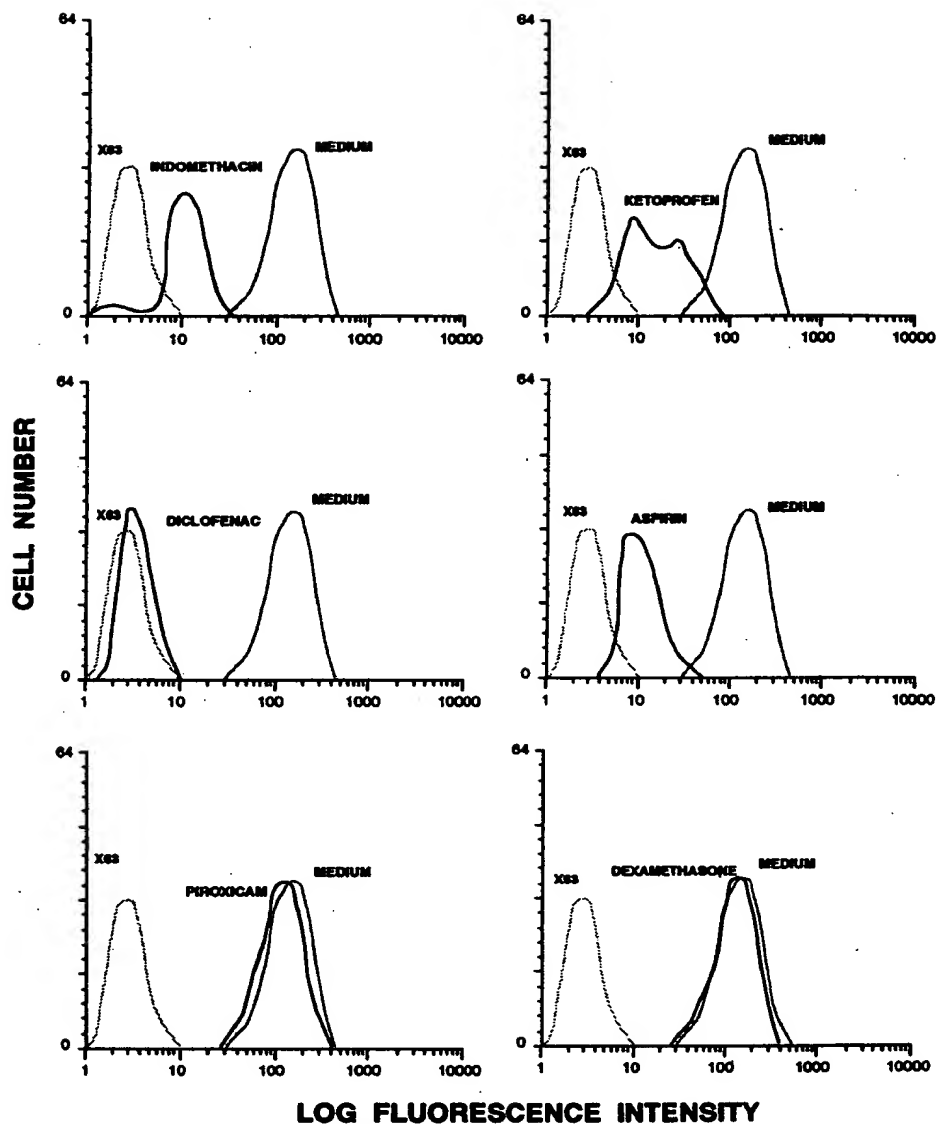 64
X63
INDOMETHACIN
MEDIUM
0
1 10 100 1000 10000
64
X63
KETOPROFEN
MEDIUM
0
1 10 100 1000 10000
64
X63
DICLOFENAC
MEDIUM
0
1 10 100 1000 10000
64
X63
ASPIRIN
MEDIUM
0
1 10 100 1000 10000
64
X63
PIROXICAM
MEDIUM
0
1 10 100 1000 10000
64
X63
DEXAMETHASONE
MEDIUM
0
1 10 100 1000 10000
CELL NUMBER
LOG FLUORESCENCE INTENSITY